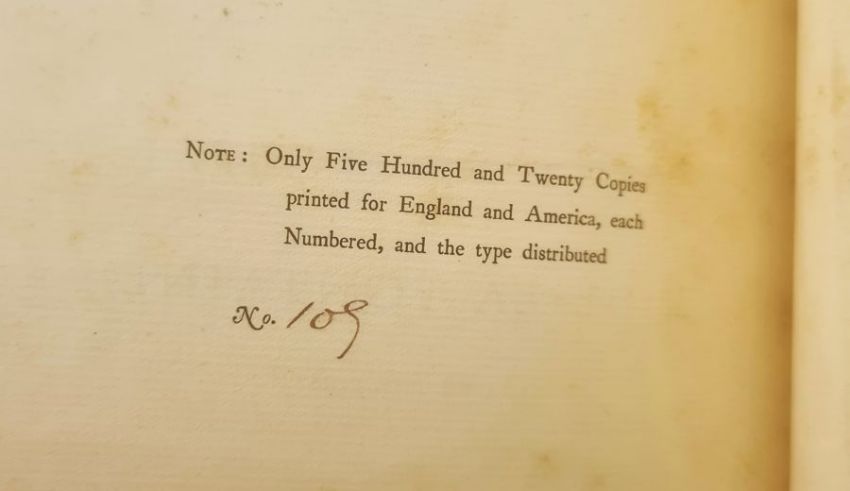 NOTE: Only Five Hundred and Twenty Copies
printed for England and America, each
Numbered, and the type distributed
No. 109